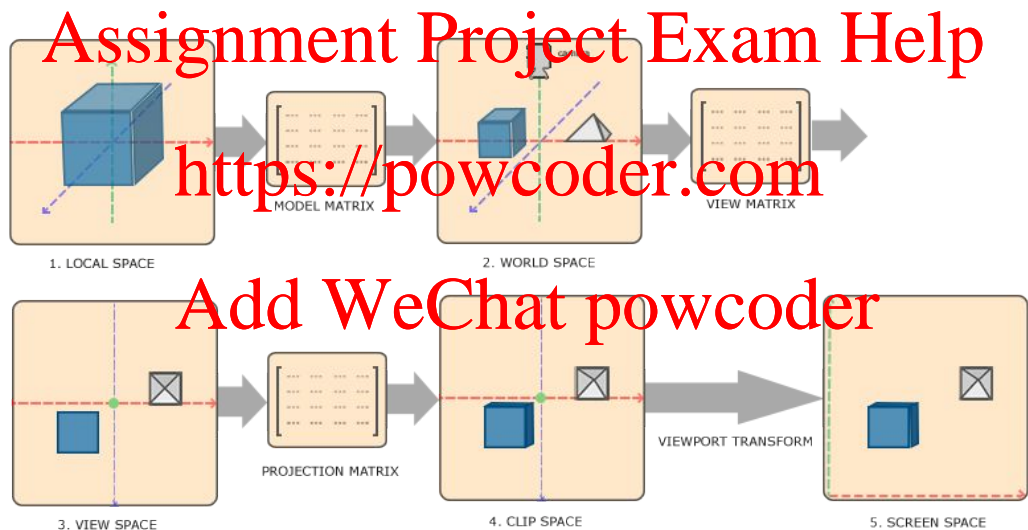 Assignment Project Exam Help
camera
https://powcoder.com
MODEL MATRIX
VIEW MATRIX
1. LOCAL SPACE
2. WORLD SPACE
Add WeChat powcoder
VIEWPORT TRANSFORM
PROJECTION MATRIX
3. VIEW SPACE
4. CLIP SPACE
5. SCREEN SPACE